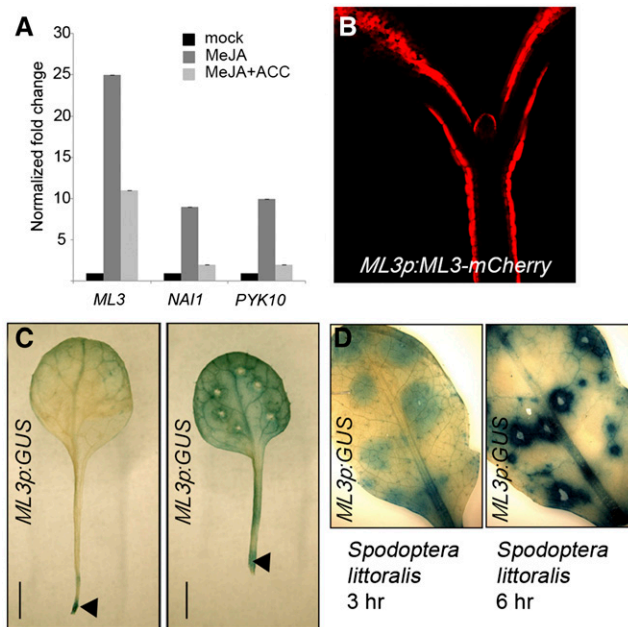 A
mock
MeJA
MeJA+ACC
Normalized fold change
30
25
20
10
5
ML3
NAI1
PYK10
B
ML3p:ML3-mCherry
C
ML3p:GUS
ML3p:GUS
D
ML3p:GUS
ML3p:GUS
Spodoptera
littoralis
3 hr
Spodoptera
littoralis
6 hr